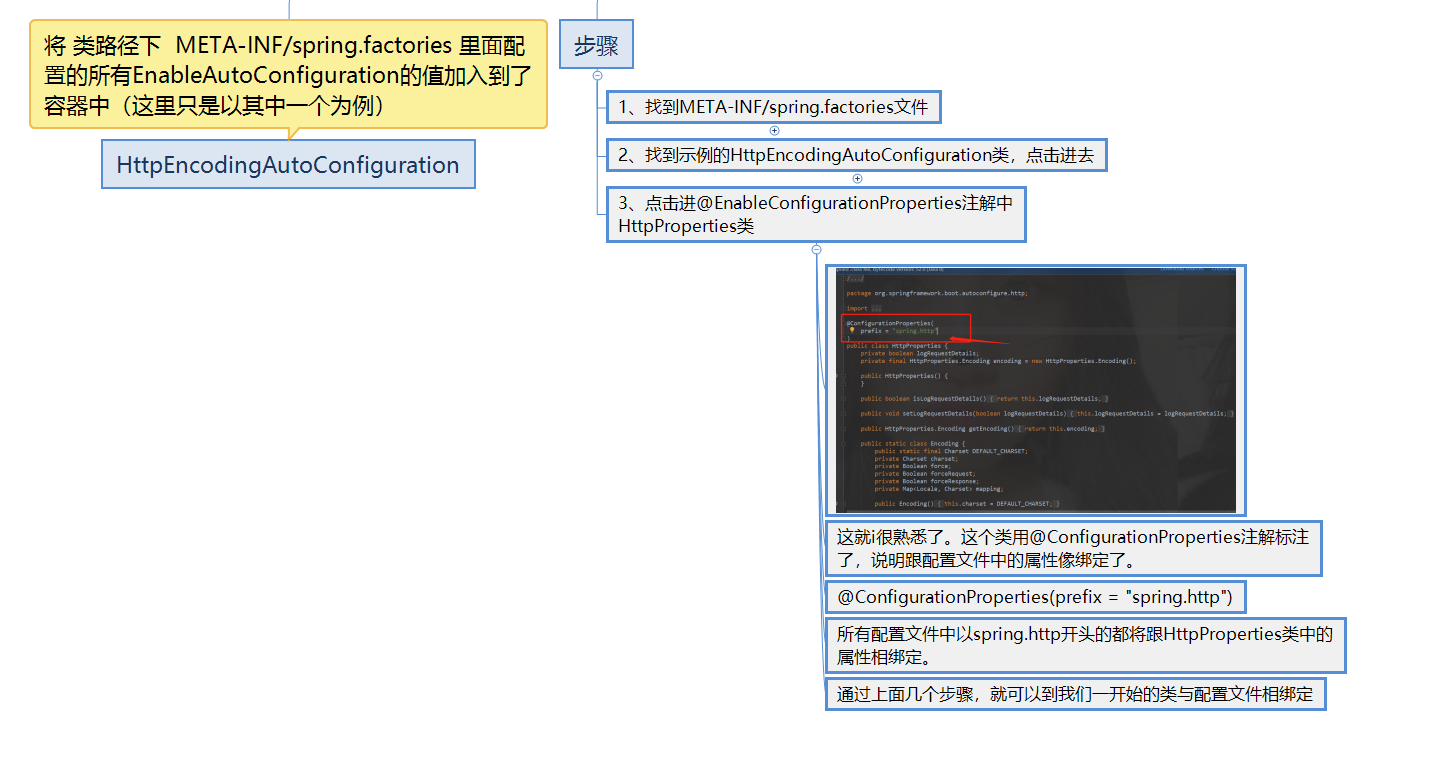 将 类路径下 META-INF/spring.factories 里面配
置的所有EnableAutoConfiguration的值加入到了
容器中（这里只是以其中一个为例）
HttpEncodingAutoConfiguration
步骤
1、找到META-INF/spring.factories文件
2、找到示例的HttpEncodingAutoConfiguration类，点击进去
3、点击进@EnableConfigurationProperties注解中
HttpProperties类
package org.springframework.boot.autoconfigure.http;
import ...
@ConfigurationProperties(
prefix = "spring.http"
)
public class HttpProperties {
private boolean logRequestDetails;
private final HttpProperties.Encoding encoding = new HttpProperties.Encoding();
public HttpProperties() {
}
public boolean isLogRequestDetails() { return this.logRequestDetails; }
public void setLogRequestDetails(boolean logRequestDetails) { this.logRequestDetails = logRequestDetails; }
public HttpProperties.Encoding getEncoding() { return this.encoding; }
public static class Encoding {
public static final Charset DEFAULT_CHARSET;
private Charset charset;
private Boolean force;
private Boolean forceRequest;
private Boolean forceResponse;
private Map<Locale, Charset> mapping;
public Encoding() { this.charset = DEFAULT_CHARSET; }
这就i很熟悉了。这个类用@ConfigurationProperties注解标注
了，说明跟配置文件中的属性像绑定了。
@ConfigurationProperties(prefix = "spring.http")
所有配置文件中以spring.http开头的都将跟HttpProperties类中的
属性相绑定。
通过上面几个步骤，就可以到我们一开始的类与配置文件相绑定